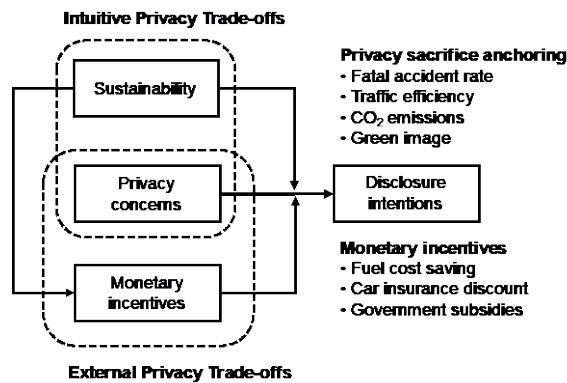 Intuitive Privacy Trade-offs
Sustainability
Privacy
concerns
Monetary
incentives
External Privacy Trade-offs
Disclosure
intentions
Privacy sacrifice anchoring
· Fatal accident rate
· Traffic efficiency
· CO₂ emissions
· Green image
Monetary incentives
· Fuel cost saving
· Car insurance discount
· Government subsidies